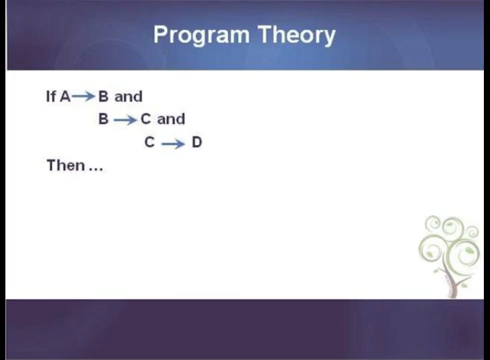 Program Theory
If A → B and
B → C and
C → D
Then ...